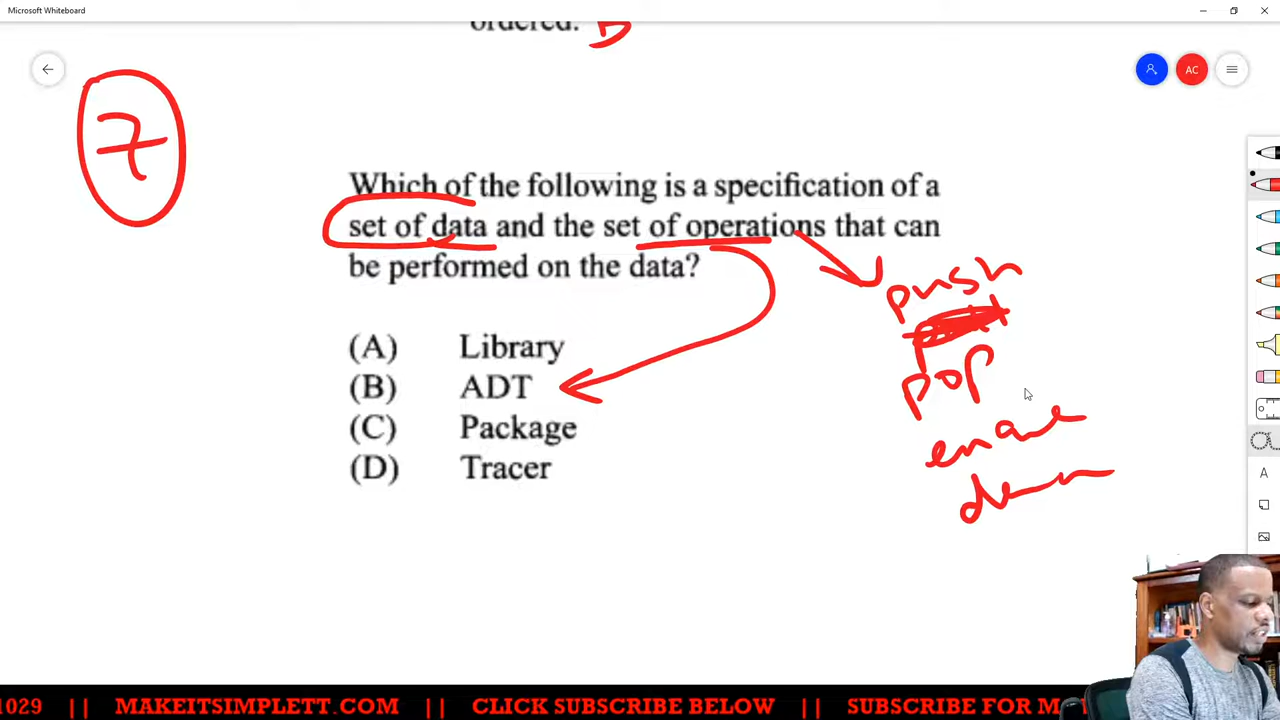 Microsoft Whiteboard
ordered. B
AC
7
Which of the following is a specification of a
set of data and the set of operations that can
be performed on the data?
push
(A) Library
pop
(B) ADT
(C) Package
(D) Tracer
A
1029 || MAKEITSIMPLETT.COM || CLICK SUBSCRIBE BELOW || SUBSCRIBE FOR M